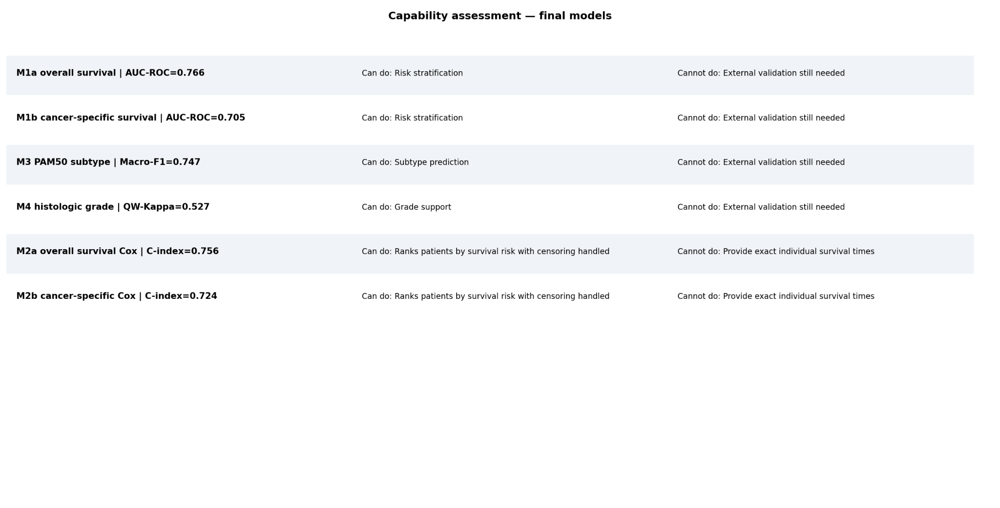 Capability assessment — final models
M1a overall survival | AUC-ROC=0.766 Can do: Risk stratification Cannot do: External validation still needed
M1b cancer-specific survival | AUC-ROC=0.705 Can do: Risk stratification Cannot do: External validation still needed
M3 PAM50 subtype | Macro-F1=0.747 Can do: Subtype prediction Cannot do: External validation still needed
M4 histologic grade | QW-Kappa=0.527 Can do: Grade support Cannot do: External validation still needed
M2a overall survival Cox | C-index=0.756 Can do: Ranks patients by survival risk with censoring handled Cannot do: Provide exact individual survival times
M2b cancer-specific Cox | C-index=0.724 Can do: Ranks patients by survival risk with censoring handled Cannot do: Provide exact individual survival times